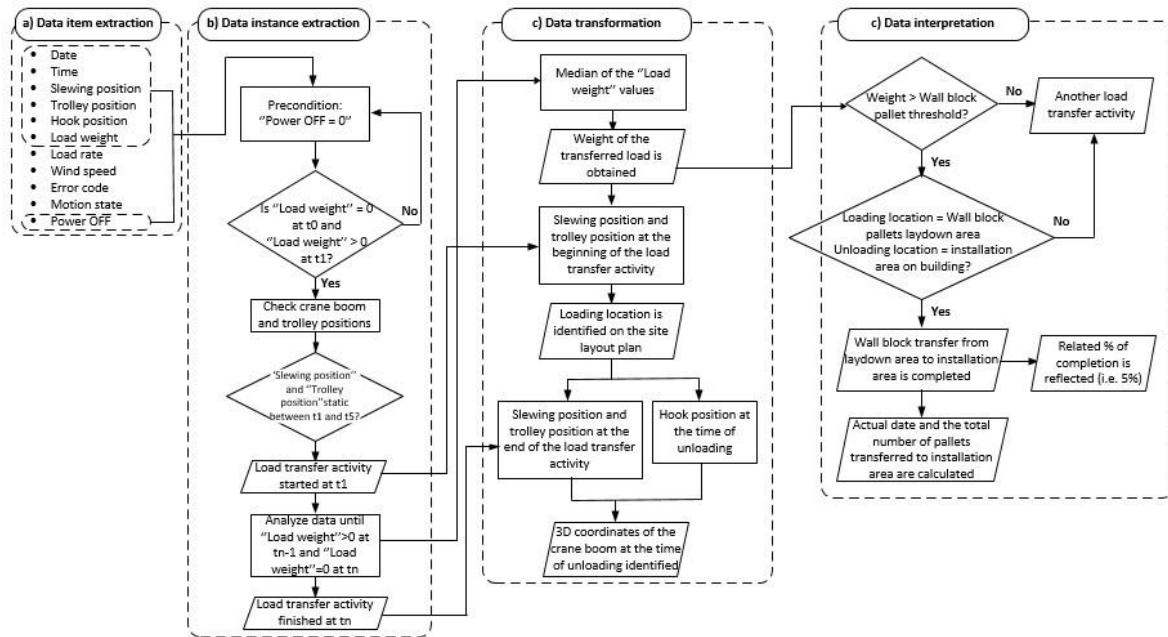 a) Data item extraction
• Date
• Time
• Slewing position
• Trolley position
• Hook position
• Load weight
• Load rate
• Wind speed
• Error code
• Motion state
• Power OFF
b) Data instance extraction
Precondition:
“Power OFF = 0”
Is “Load weight” = 0
at t0 and
“Load weight” > 0
at t1?
No
Yes
Check crane boom
and trolley positions
‘Slewing position”
and “Trolley
position”static
between t1 and t5?
Load transfer activity
started at t1
Analyze data until
“Load weight”>0 at
tn-1 and “Load
weight”=0 at tn
Load transfer activity
finished at tn
c) Data transformation
Median of the “Load
weight” values
Weight of the
transferred load is
obtained
Slewing position and
trolley position at the
beginning of the load
transfer activity
Loading location is
identified on the site
layout plan
Slewing position and
trolley position at the
end of the load transfer
activity
Hook position at
the time of
unloading
3D coordinates of the
crane boom at the time
of unloading identified
c) Data interpretation
Weight > Wall block
pallet threshold?
No
Another load
transfer activity
Yes
Loading location = Wall block
pallets laydown area
Unloading location = installation
area on building?
No
Yes
Wall block transfer from
laydown area to installation
area is completed
Related % of
completion is
reflected (i.e. 5%)
Actual date and the total
number of pallets
transferred to installation
area are calculated